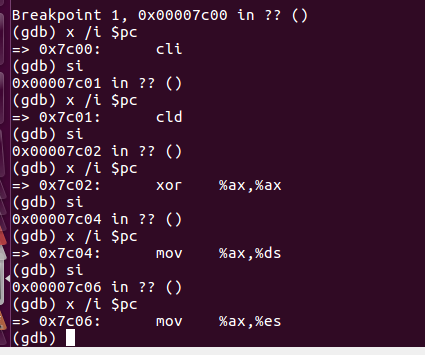 Breakpoint 1, 0x00007c00 in ?? ()
(gdb) x /i $pc
=> 0x7c00:      cli
(gdb) si
0x00007c01 in ?? ()
(gdb) x /i $pc
=> 0x7c01:      cld
(gdb) si
0x00007c02 in ?? ()
(gdb) x /i $pc
=> 0x7c02:      xor    %ax,%ax
(gdb) si
0x00007c04 in ?? ()
(gdb) x /i $pc
=> 0x7c04:      mov    %ax,%ds
(gdb) si
0x00007c06 in ?? ()
(gdb) x /i $pc
=> 0x7c06:      mov    %ax,%es
(gdb)